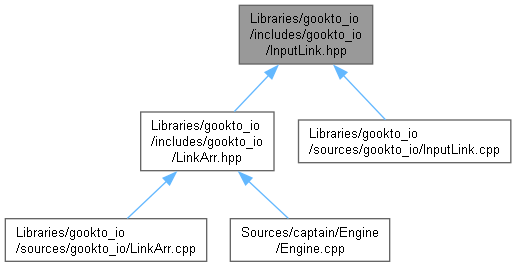 Libraries/gookto_io
/includes/gookto_io
/InputLink.hpp
Libraries/gookto_io
/includes/gookto_io
/LinkArr.hpp
Libraries/gookto_io
/sources/gookto_io/InputLink.cpp
Libraries/gookto_io
/sources/gookto_io/LinkArr.cpp
Sources/captain/Engine
/Engine.cpp